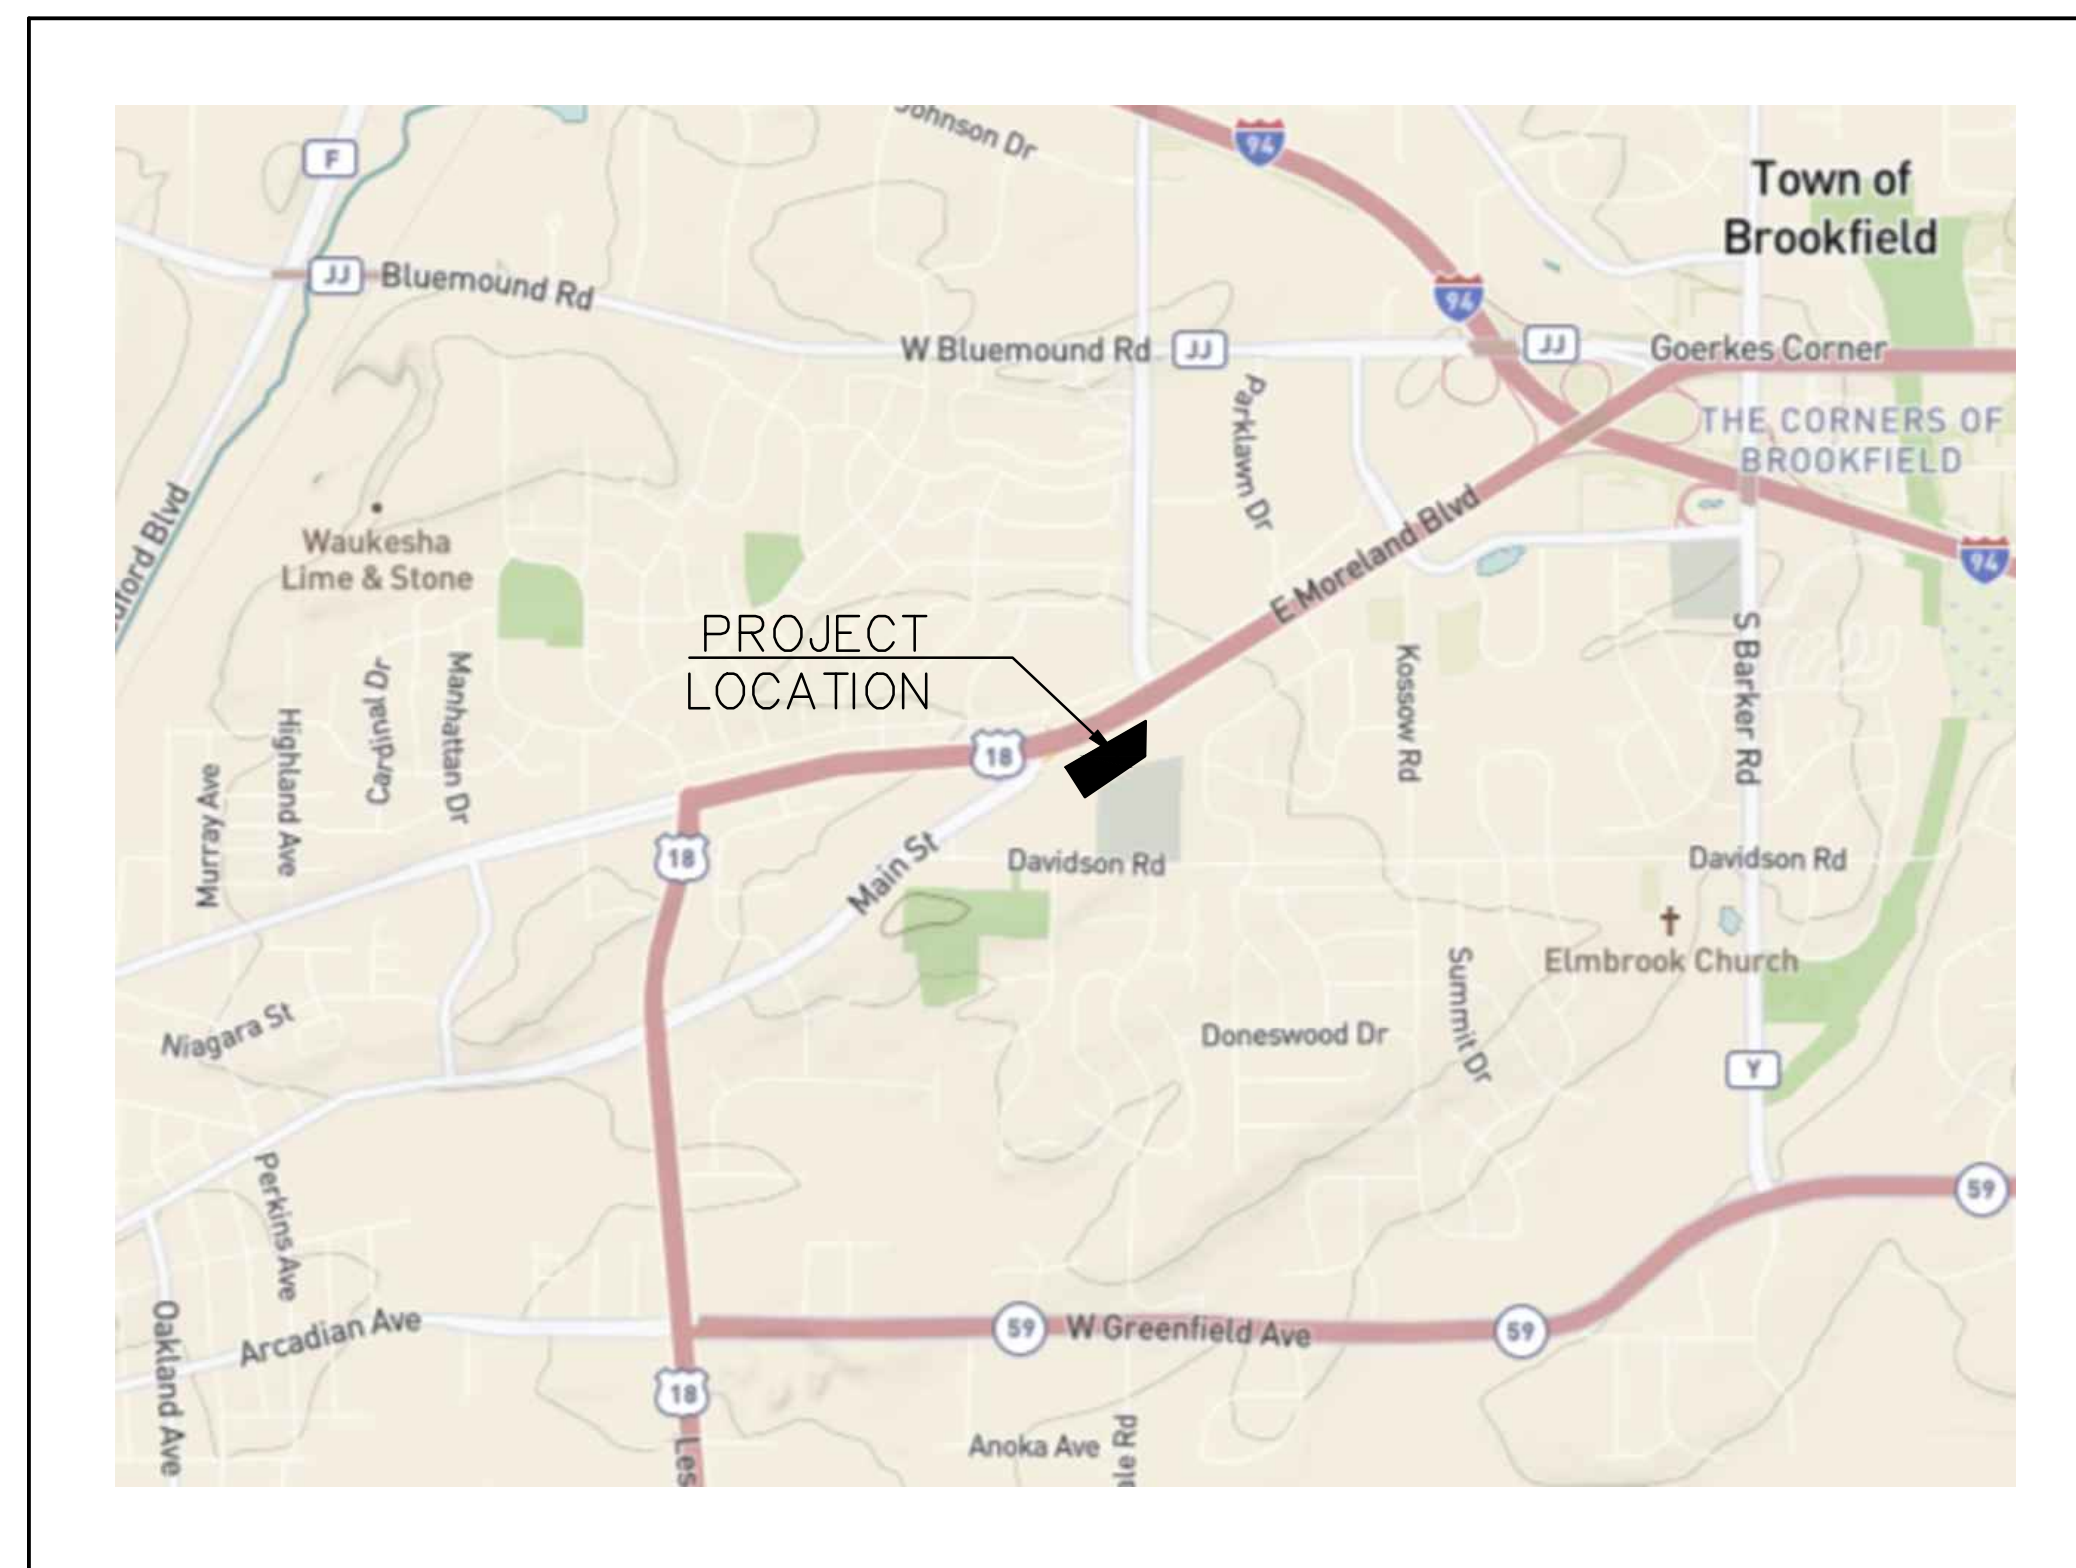 Johnson Dr
94
F
Town of
Brookfield
JJ
Bluemound Rd
94
W Bluemound Rd
JJ
JJ
Goerkes Corner
Parklawn Dr
THE CORNERS OF
BROOKFIELD
Waukesha
Lime & Stone
E Moreland Blvd
94
PROJECT
LOCATION
Cardinal Dr
Manhattan Dr
Highland Ave
Murray Ave
18
Kossow Rd
S Barker Rd
18
Main St
Davidson Rd
Davidson Rd
Elmbrook Church
Summit Dr
Niagara St
Doneswood Dr
Y
Perkins Ave
59
Oakland Ave
Arcadian Ave
59
W Greenfield Ave
59
18
Anoka Ave